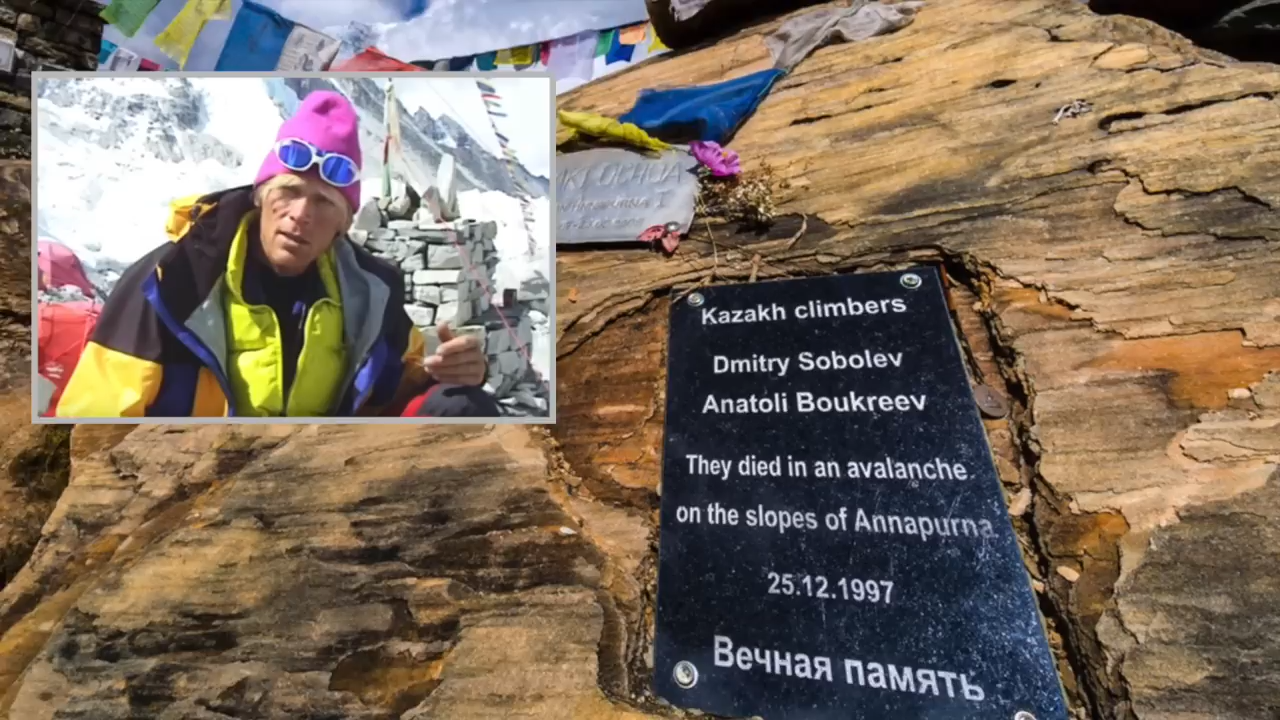 OCHOA
Kazakh climbers
Dmitry Sobolev
Anatoli Boukreev
They died in an avalanche
on the slopes of Annapurna
25.12.1997
Вечная память